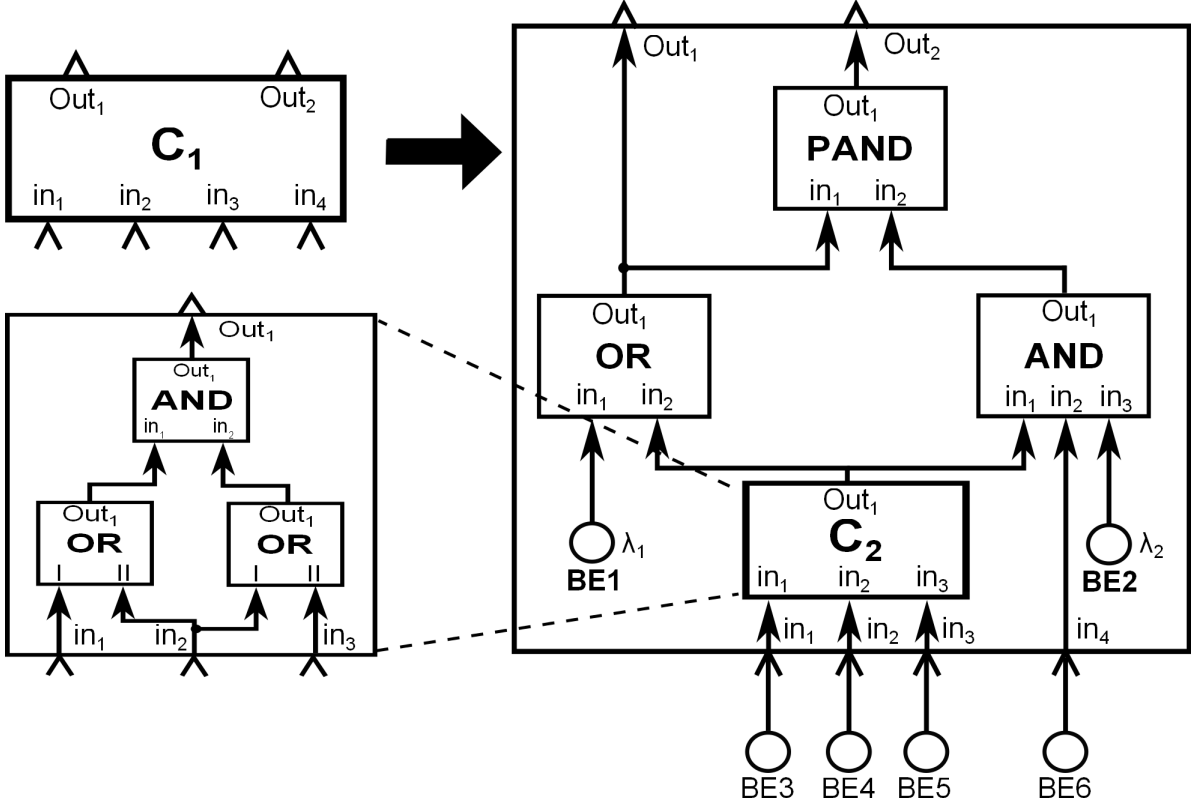 Out₁ Out₂
C₁
in₁ in₂ in₃ in₄
Out₁ Out₂
Out₁
PAND
in₁ in₂
Out₁
OR
in₁ in₂
Out₁
AND
in₁ in₂ in₃
Out₁
C₂
in₁ in₂ in₃
λ₁
BE1
λ₂
BE2
in₁ in₂ in₃ in₄
BE3 BE4 BE5 BE6
Out₁
Out₁
AND
in₁ in₂
Out₁
OR
I II
Out₁
OR
I II
in₁ in₂ in₃